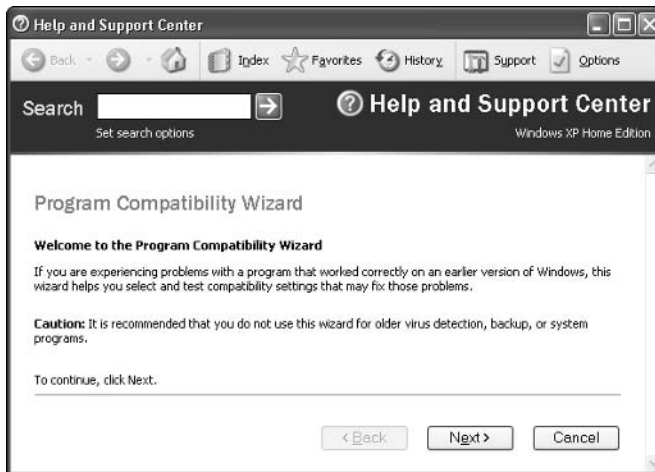 Help and Support Center
Back
Index Favorites History Support Options
Search
Set search options
Help and Support Center
Windows XP Home Edition
Program Compatibility Wizard
Welcome to the Program Compatibility Wizard
If you are experiencing problems with a program that worked correctly on an earlier version of Windows, this
wizard helps you select and test compatibility settings that may fix those problems.
Caution: It is recommended that you do not use this wizard for older virus detection, backup, or system
programs.
To continue, click Next.
< Back Next > Cancel